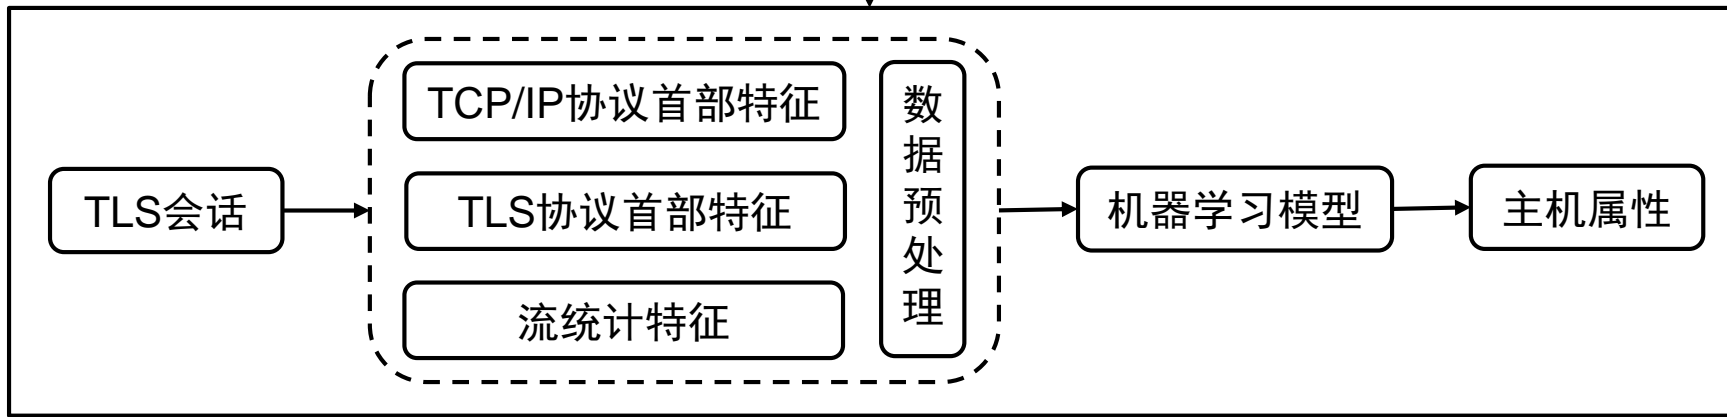 TLS会话
TCP/IP协议首部特征
TLS协议首部特征
流统计特征
数据预处理
机器学习模型
主机属性